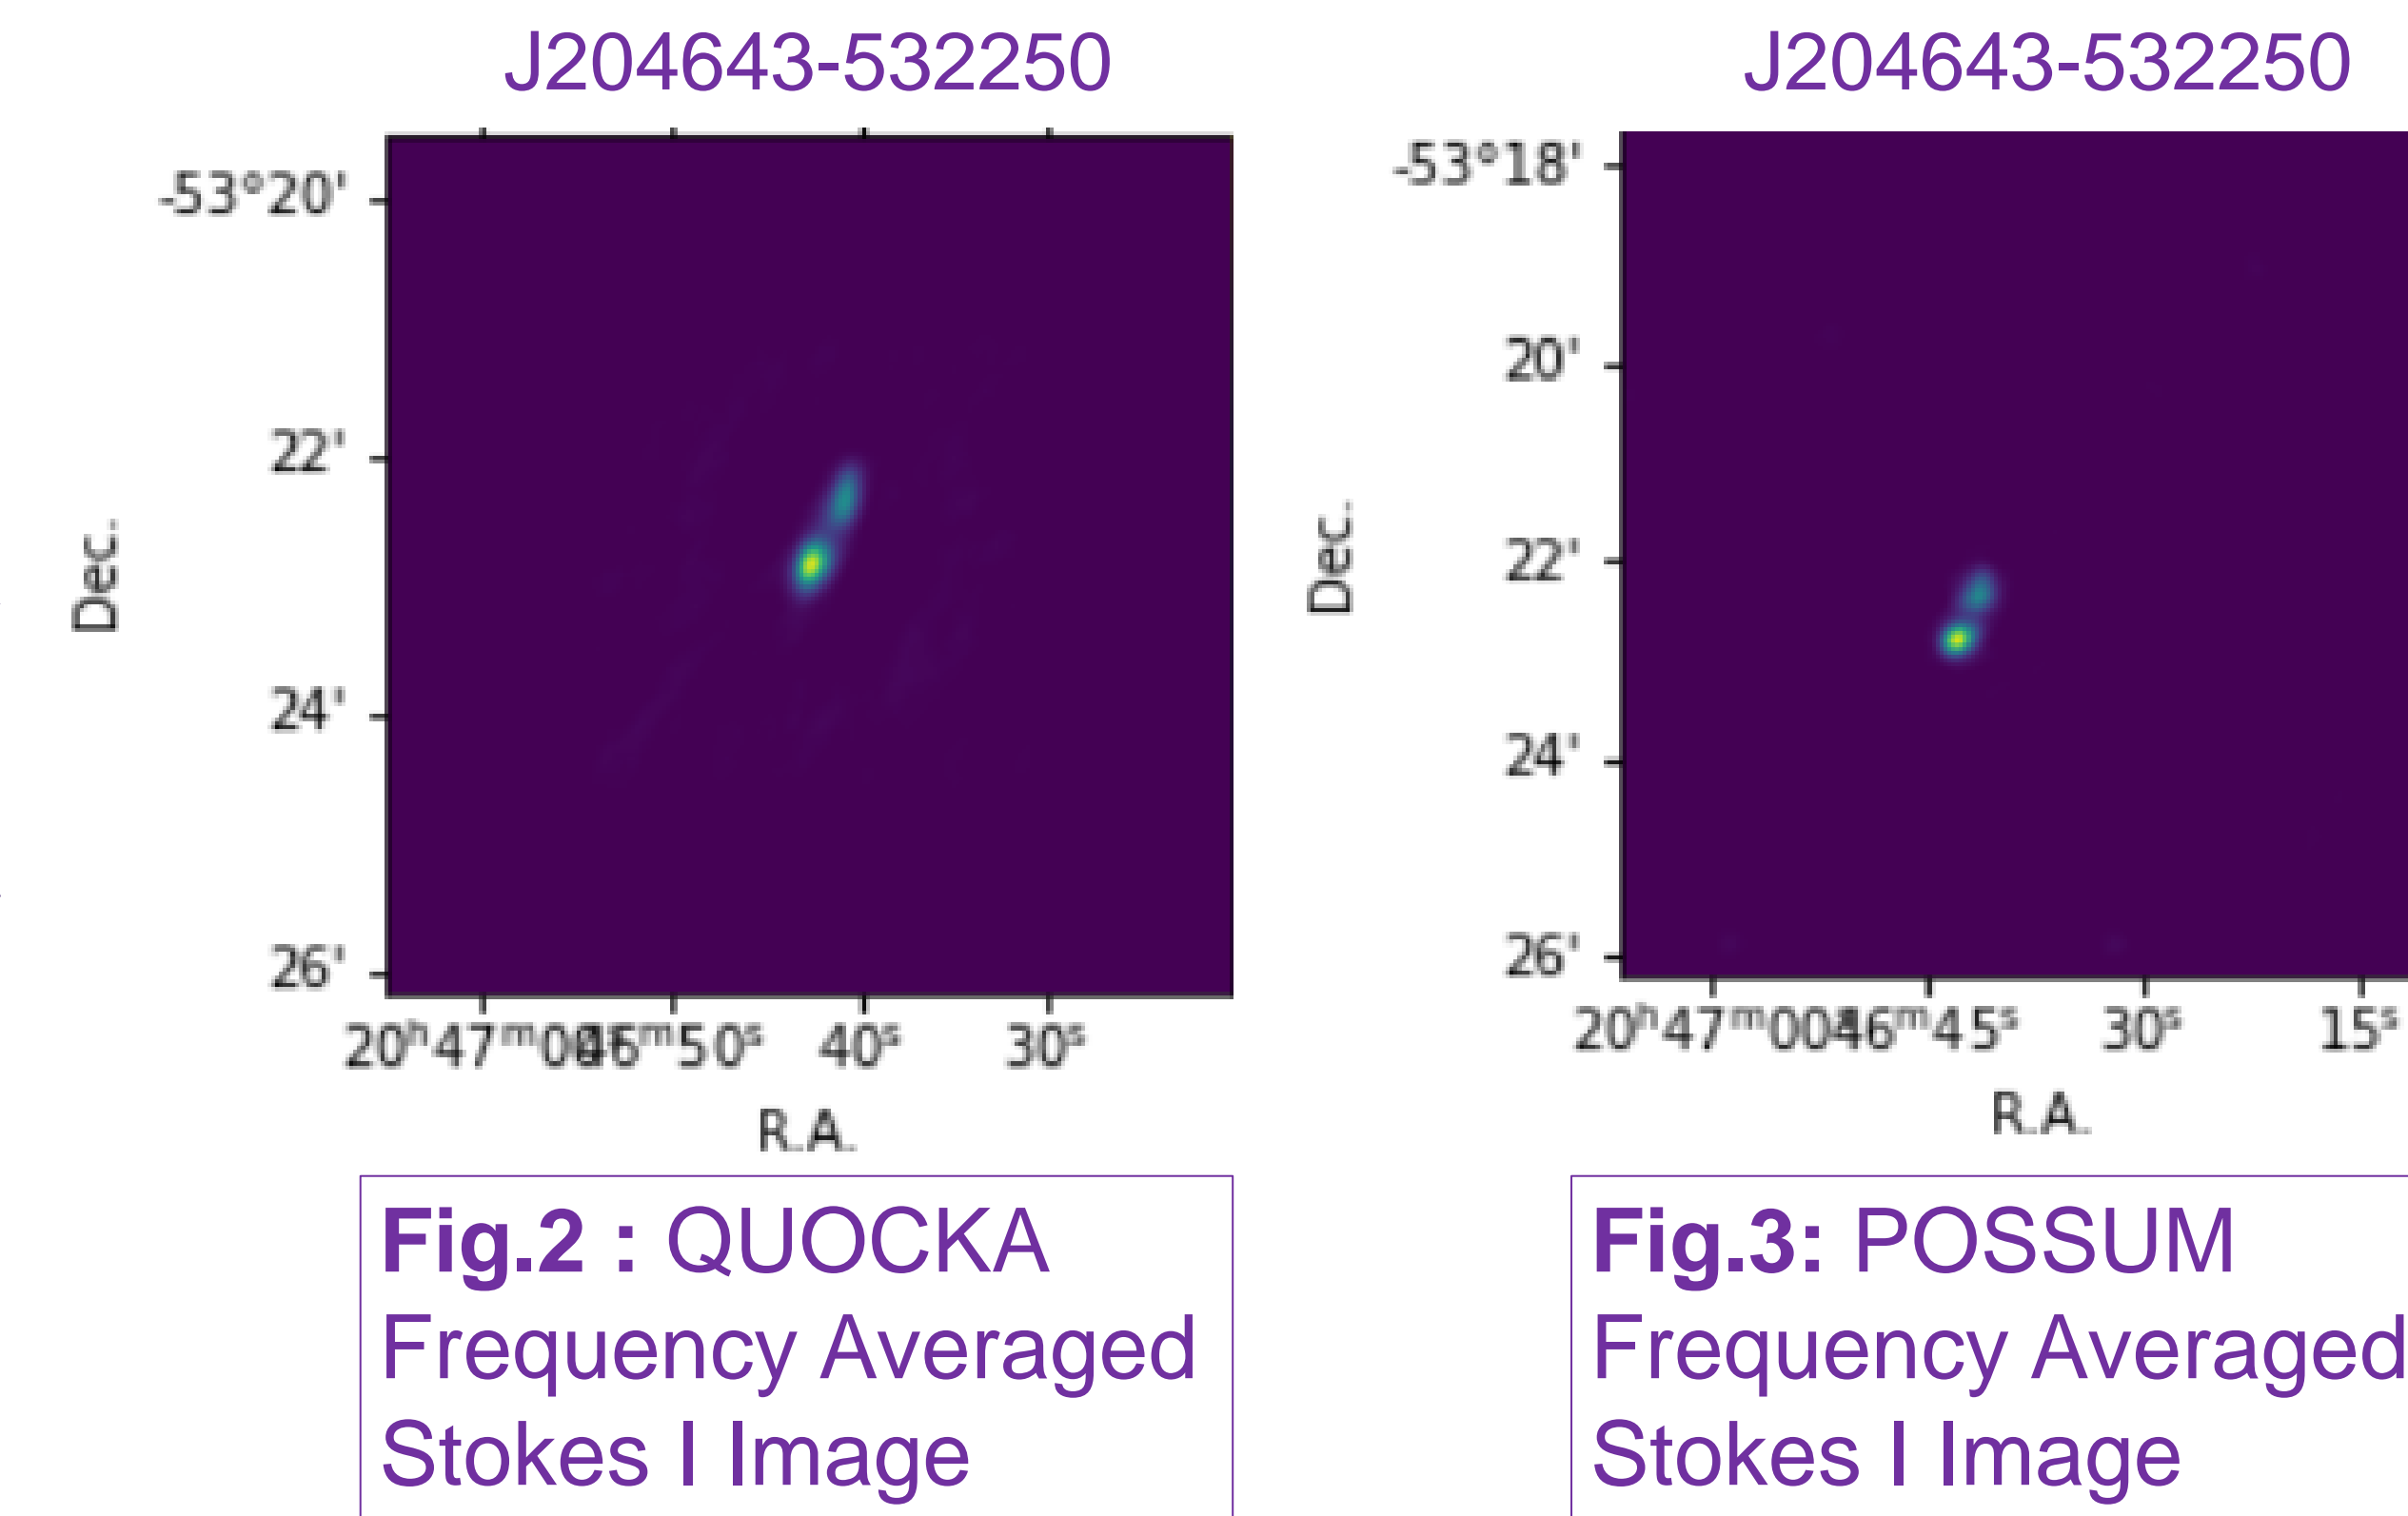 J204643-532250
-53°20'
22'
24'
26'
Dec.
20ʰ47ᵐ00ˢ 46ᵐ50ˢ 40ˢ 30ˢ
R.A.
Fig.2 : QUOCKA
Frequency Averaged
Stokes I Image
J204643-532250
-53°18'
20'
22'
24'
26'
Dec.
20ʰ47ᵐ00ˢ 46ᵐ45ˢ 30ˢ 15ˢ
R.A.
Fig.3: POSSUM
Frequency Averaged
Stokes I Image